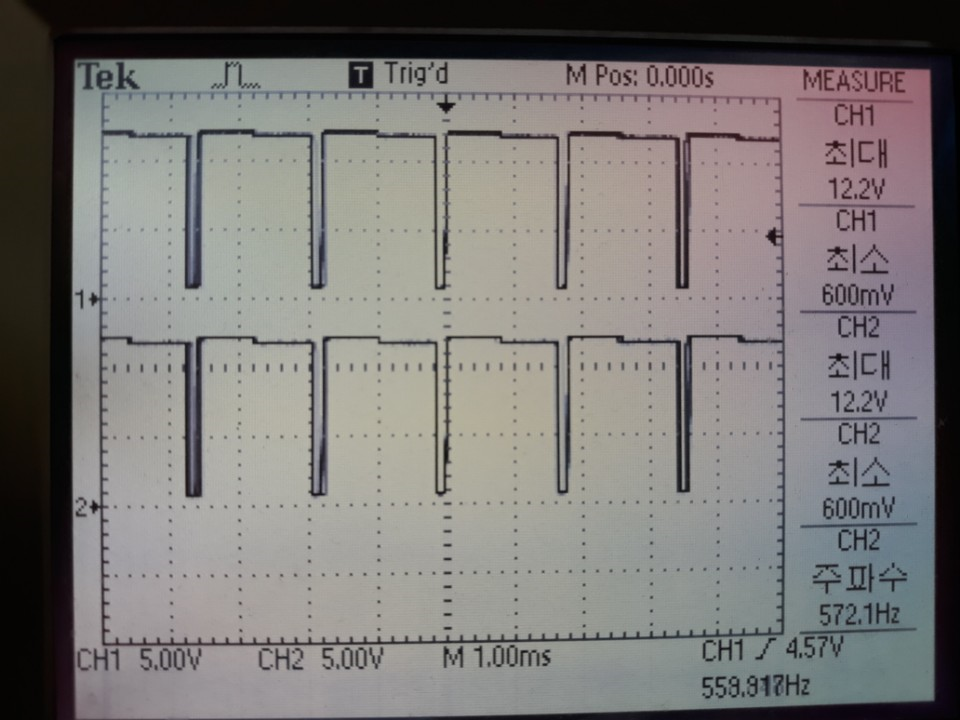 Tek T Trig'd M Pos: 0.000s MEASURE
CH1
최대
12.2V
CH1
최소
600mV
CH2
최대
12.2V
CH2
최소
600mV
CH2
주파수
572.1Hz
1
2
CH1 5.00V CH2 5.00V M 1.00ms CH1 4.57V